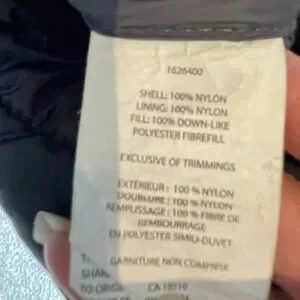 1626400
SHELL: 100% NYLON
LINING: 100% NYLON
FILL: 100% DOWN-LIKE
POLYESTER FIBREFILL
EXCLUSIVE OF TRIMMINGS
EXTÉRIEUR: 100 % NYLON
DOUBLURE: 100 % NYLON
REMPLISSAGE: 100 % FIBRE DE
REMBOURRAGE
EN POLYESTER SIMILI-DUVET
GARNITURE NON COMPRISE
CA